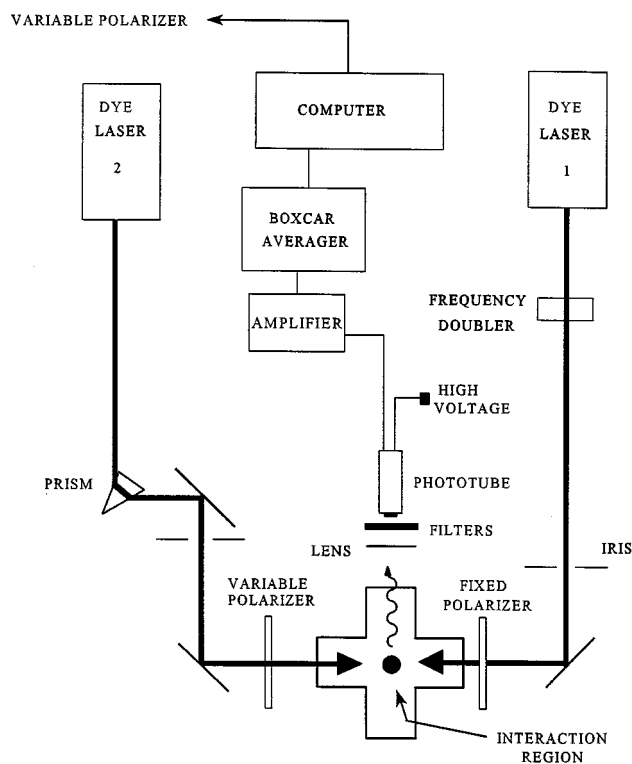 VARIABLE POLARIZER
COMPUTER
DYE
LASER
2
DYE
LASER
1
BOXCAR
AVERAGER
FREQUENCY
DOUBLER
AMPLIFIER
HIGH
VOLTAGE
PRISM
PHOTOTUBE
FILTERS
LENS
IRIS
VARIABLE
POLARIZER
FIXED
POLARIZER
INTERACTION
REGION